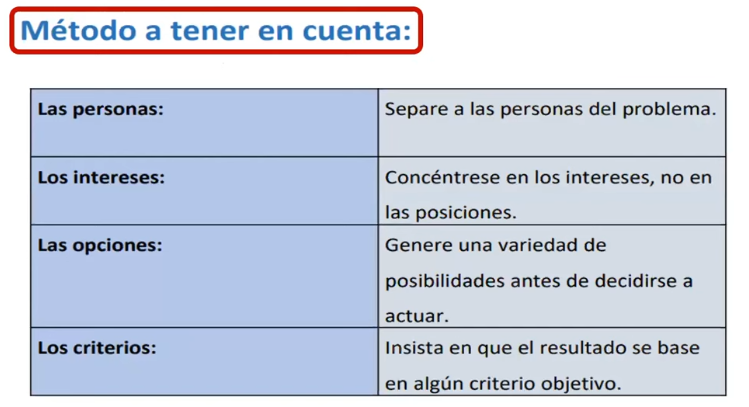 Método a tener en cuenta:
Las personas:
Separe a las personas del problema.
Los intereses:
Concéntrese en los intereses, no en
las posiciones.
Las opciones:
Genere una variedad de
posibilidades antes de decidirse a
actuar.
Los criterios:
Insista en que el resultado se base
en algún criterio objetivo.